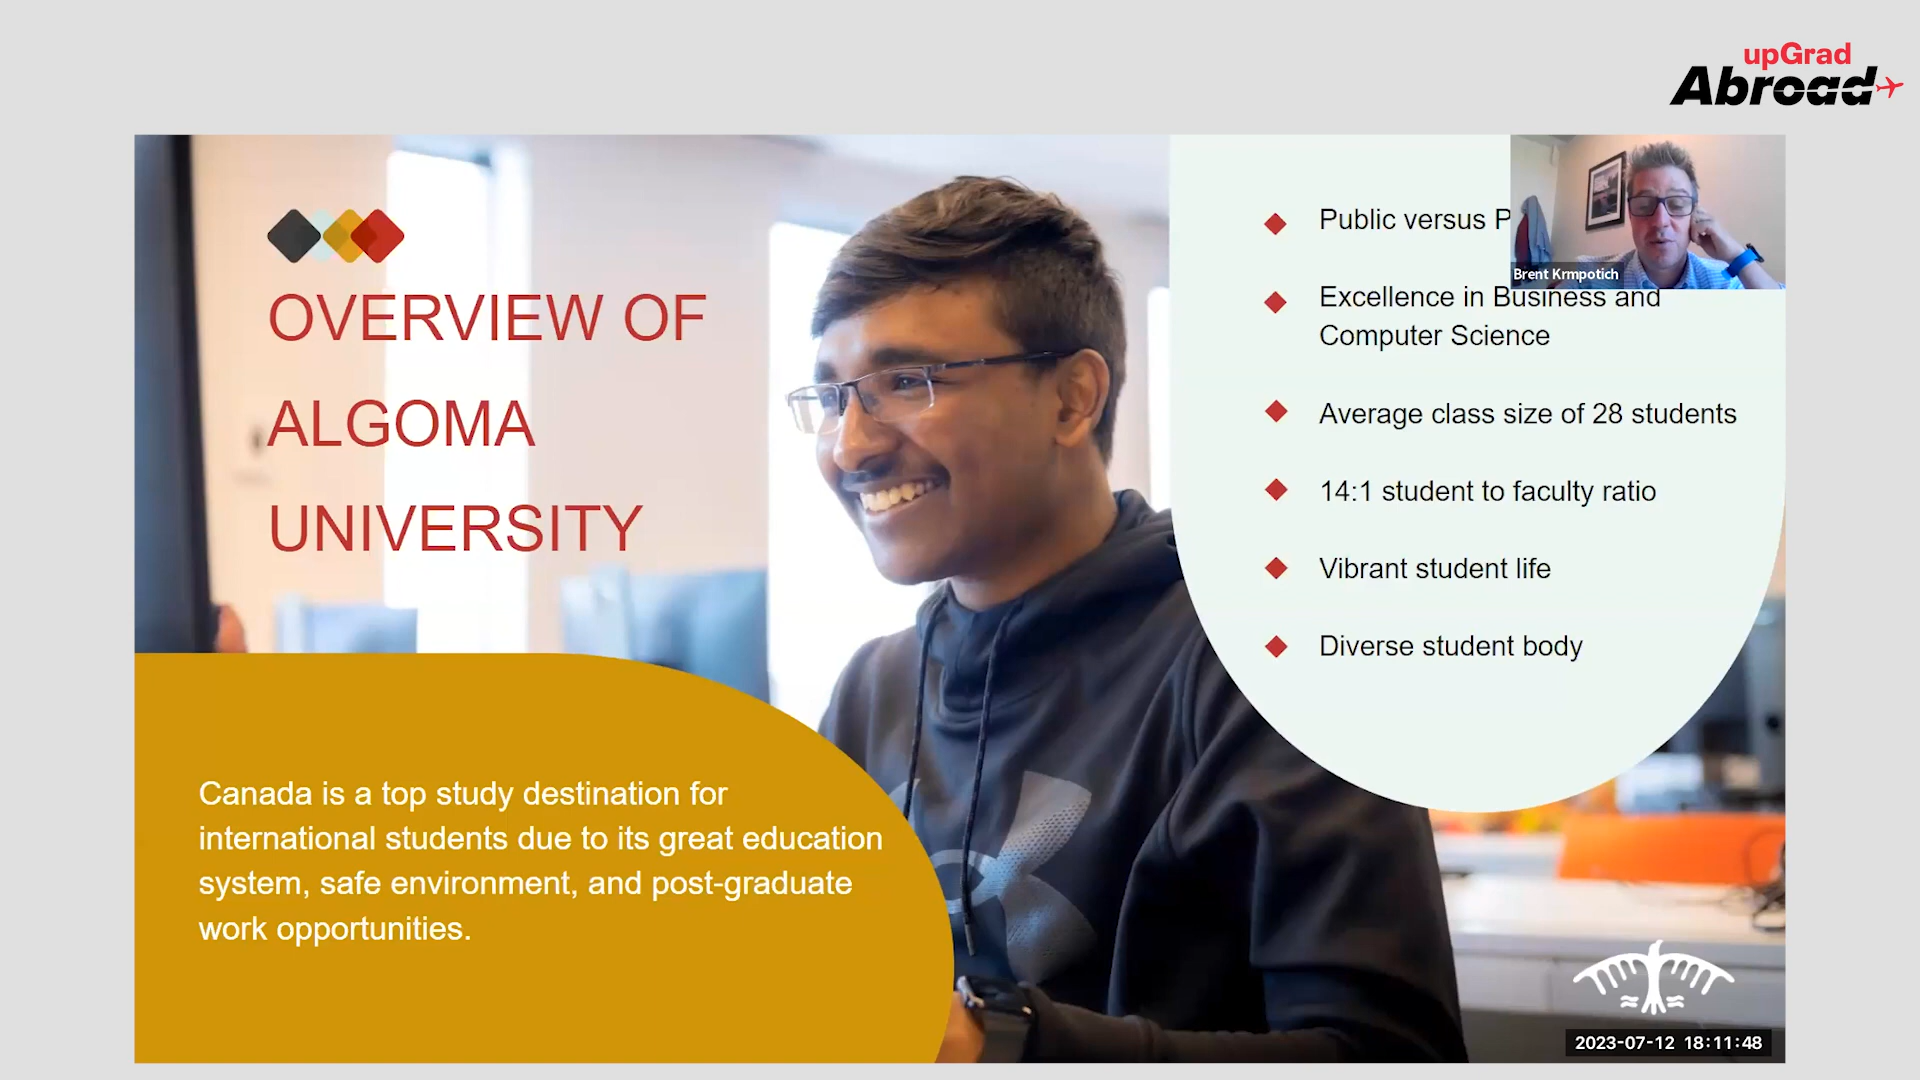 upGrad
Abroad
OVERVIEW OF
ALGOMA
UNIVERSITY
Public versus P
Brent Krmpotich
Excellence in Business and
Computer Science
Average class size of 28 students
14:1 student to faculty ratio
Vibrant student life
Diverse student body
Canada is a top study destination for
international students due to its great education
system, safe environment, and post-graduate
work opportunities.
2023-07-12 18:11:48